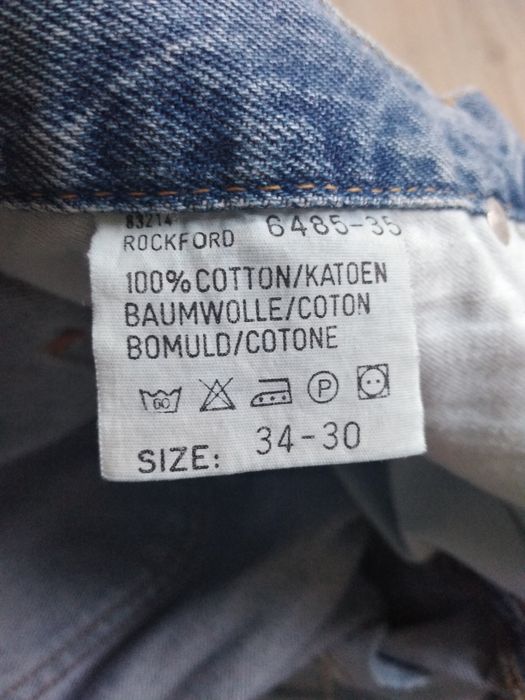 83214
ROCKFORD 6485-35
100% COTTON/KATOEN
BAUMWOLLE/COTON
BOMULD/COTONE
60 P
SIZE: 34-30